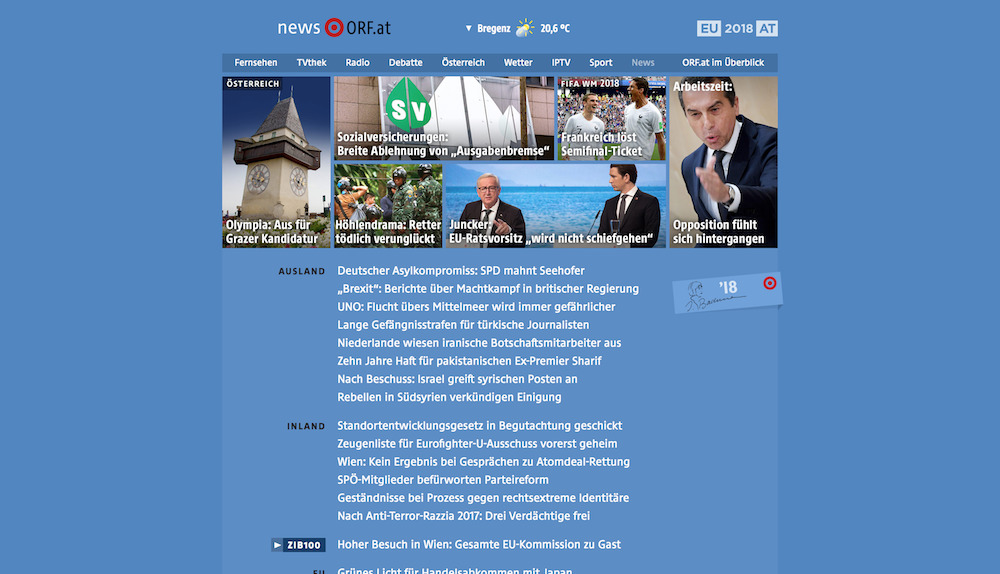 news ORF.at
▼ Bregenz 20,6 °C
EU 2018 AT
Fernsehen TVthek Radio Debatte Österreich Wetter IPTV Sport News ORF.at im Überblick
ÖSTERREICH
Olympia: Aus für
Grazer Kandidatur
SV
Sozialversicherungen:
Breite Ablehnung von „Ausgabenbremse“
FIFA WM 2018
Frankreich löst
Semifinal-Ticket
Arbeitszeit:
Opposition fühlt
sich hintergangen
Höhlendrama: Retter
tödlich verunglückt
Juncker:
EU-Ratsvorsitz „wird nicht schiefgehen“
AUSLAND
Deutscher Asylkompromiss: SPD mahnt Seehofer
„Brexit“: Berichte über Machtkampf in britischer Regierung
UNO: Flucht übers Mittelmeer wird immer gefährlicher
Lange Gefängnisstrafen für türkische Journalisten
Niederlande wiesen iranische Botschaftsmitarbeiter aus
Zehn Jahre Haft für pakistanischen Ex-Premier Sharif
Nach Beschuss: Israel greift syrischen Posten an
Rebellen in Südsyrien verkündigen Einigung
'18
INLAND
Standortentwicklungsgesetz in Begutachtung geschickt
Zeugenliste für Eurofighter-U-Ausschuss vorerst geheim
Wien: Kein Ergebnis bei Gesprächen zu Atomdeal-Rettung
SPÖ-Mitglieder befürworten Parteireform
Geständnisse bei Prozess gegen rechtsextreme Identitäre
Nach Anti-Terror-Razzia 2017: Drei Verdächtige frei
▶ ZIB100
Hoher Besuch in Wien: Gesamte EU-Kommission zu Gast
EU
Grünes Licht für Handelsabkommen mit Japan